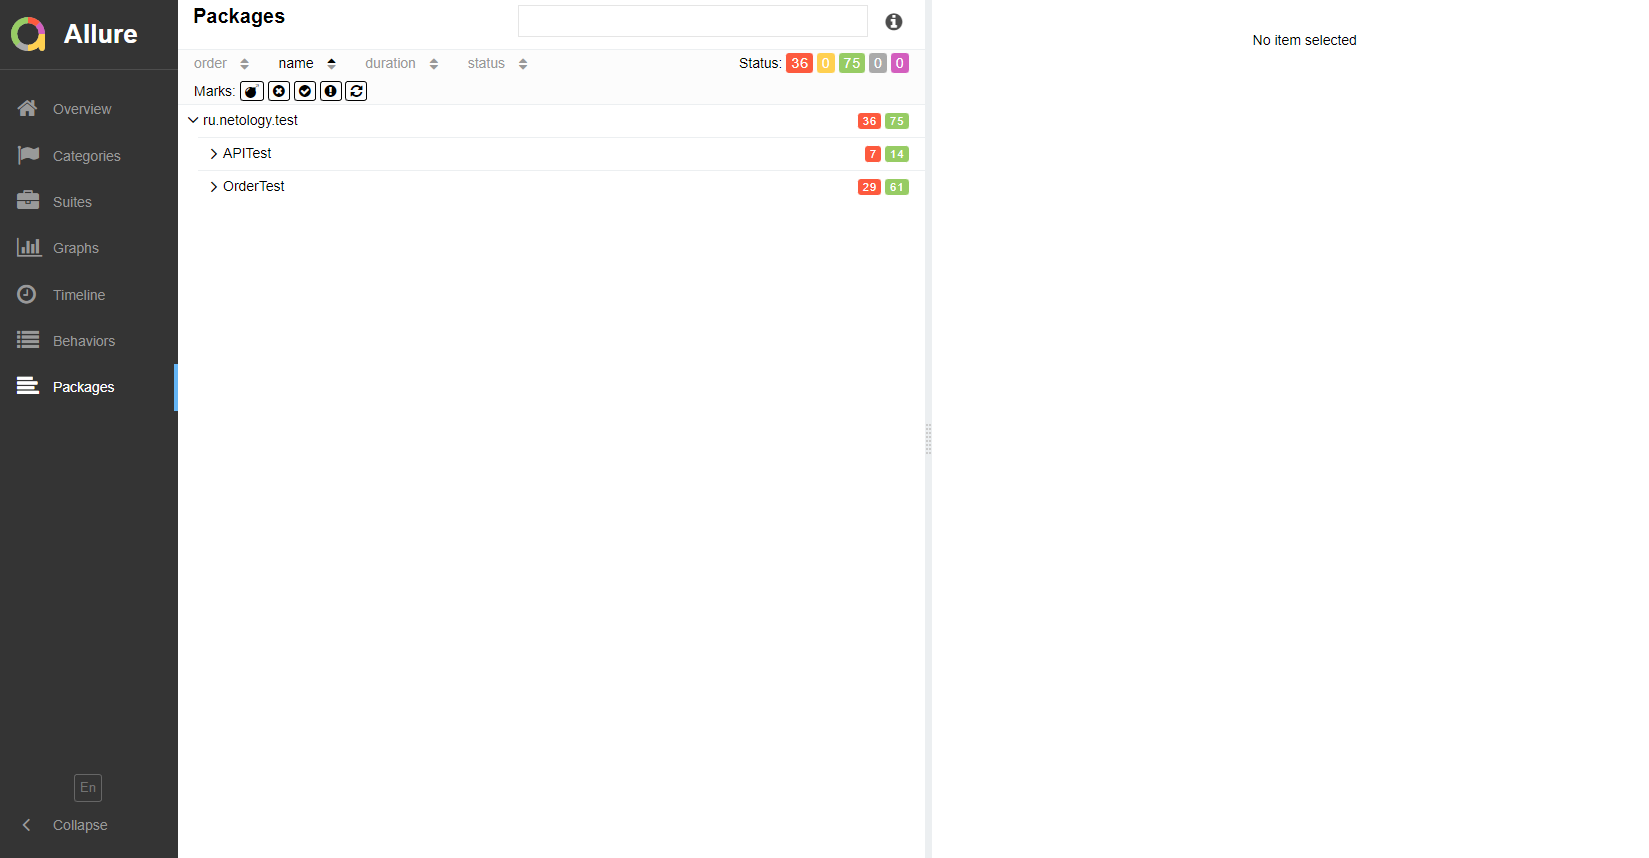 Allure
Overview
Categories
Suites
Graphs
Timeline
Behaviors
Packages
En
Collapse
Packages
order name duration status
Status: 36 0 75 0 0
Marks:
ru.netology.test 36 75
APITest 7 14
OrderTest 29 61
No item selected